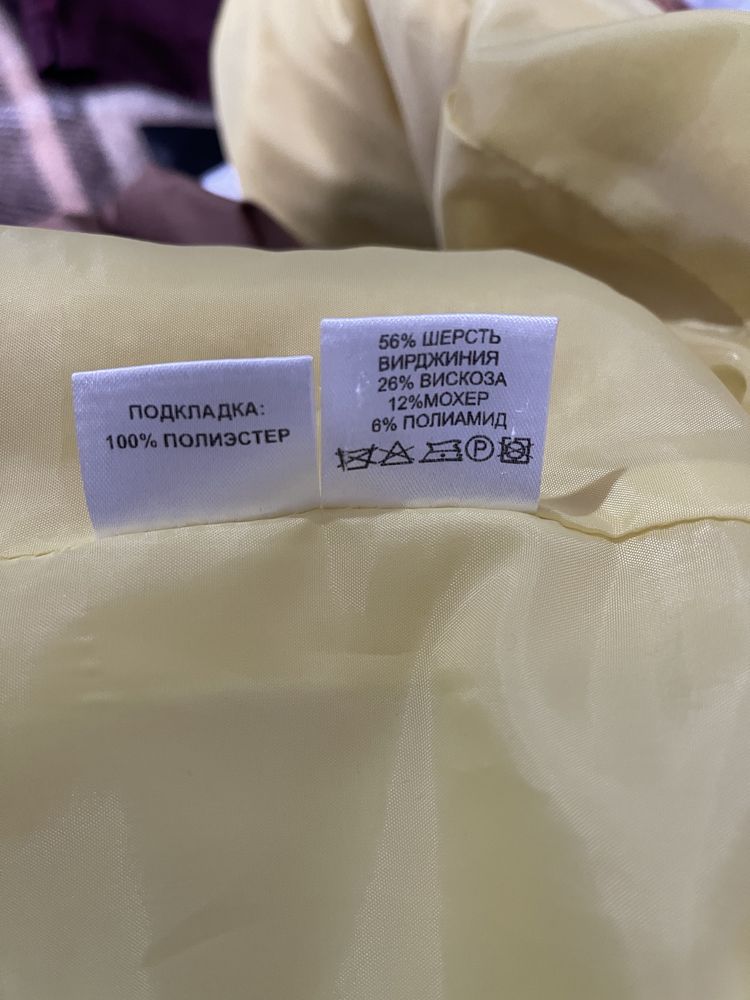 ПОДКЛАДКА:
100% ПОЛИЭСТЕР
56% ШЕРСТЬ
ВИРДЖИНИЯ
26% ВИСКОЗА
12%МОХЕР
6% ПОЛИАМИД
P